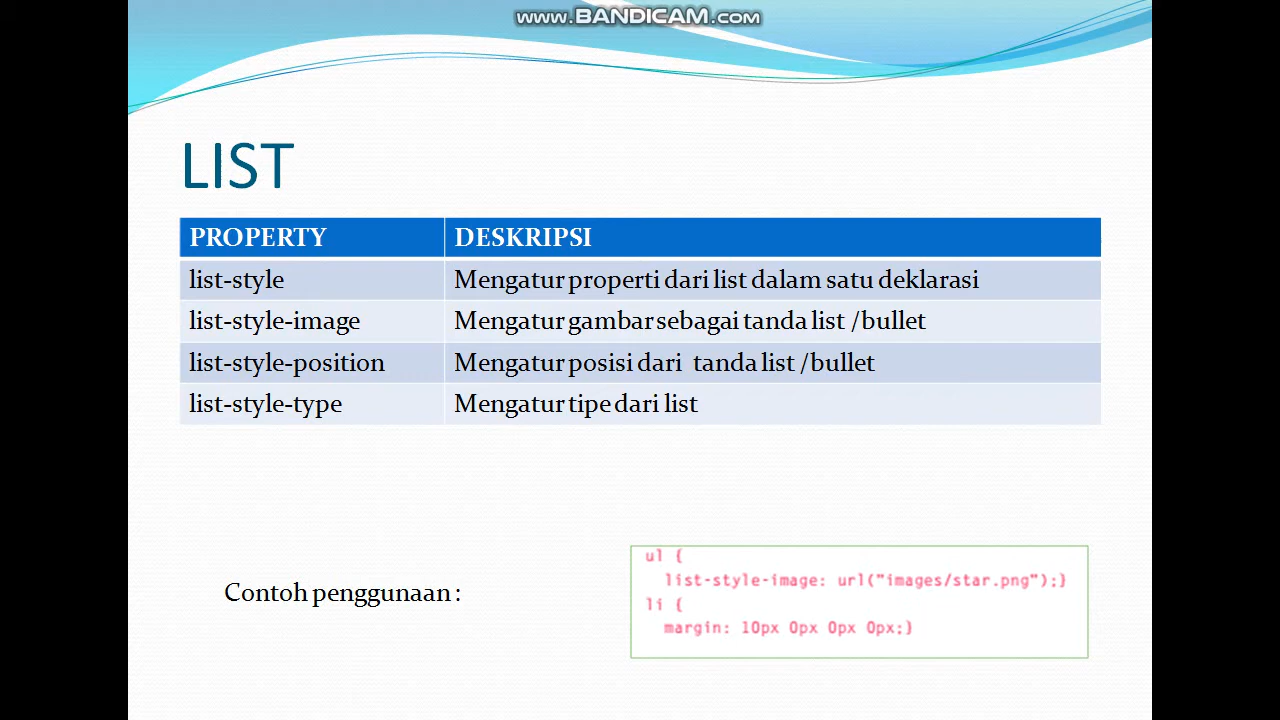 www.BANDICAM.com
LIST
PROPERTY DESKRIPSI
list-style Mengatur properti dari list dalam satu deklarasi
list-style-image Mengatur gambar sebagai tanda list /bullet
list-style-position Mengatur posisi dari tanda list /bullet
list-style-type Mengatur tipe dari list
Contoh penggunaan :
ul {
list-style-image: url("images/star.png");}
li {
margin: 10px 0px 0px 0px;}